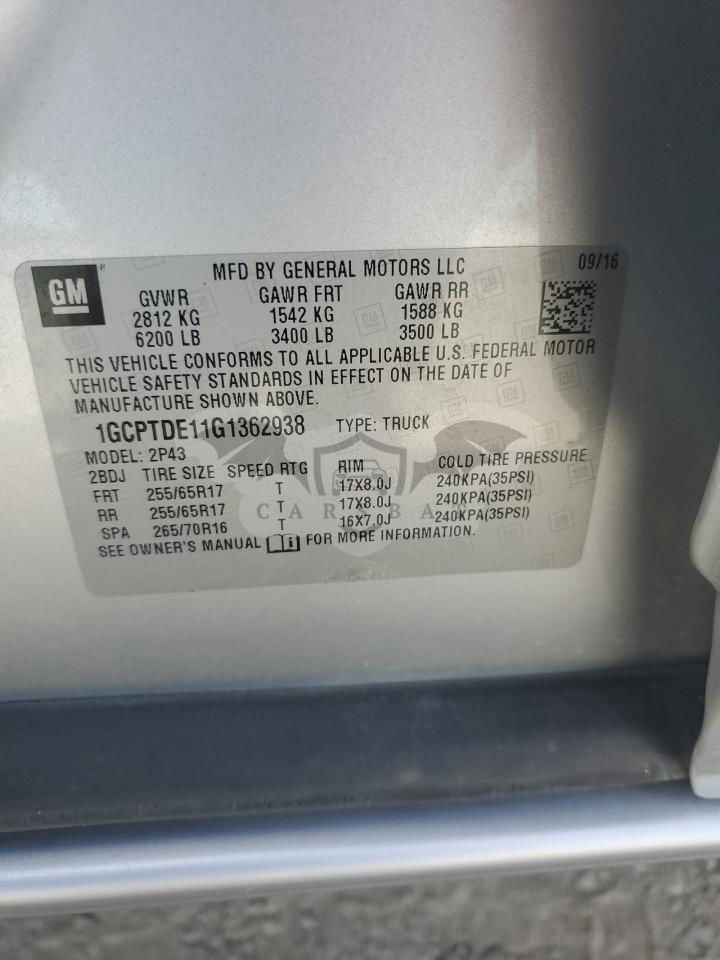 GM
MFD BY GENERAL MOTORS LLC 09/16
GVWR GAWR FRT GAWR RR
2812 KG 1542 KG 1588 KG
6200 LB 3400 LB 3500 LB
THIS VEHICLE CONFORMS TO ALL APPLICABLE U.S. FEDERAL MOTOR
VEHICLE SAFETY STANDARDS IN EFFECT ON THE DATE OF
MANUFACTURE SHOWN ABOVE.
1GCPTDE11G1362938 TYPE: TRUCK
MODEL: 2P43
2BDJ TIRE SIZE SPEED RTG RIM COLD TIRE PRESSURE
FRT 255/65R17 T 17X8.0J 240KPA(35PSI)
RR 255/65R17 T 17X8.0J 240KPA(35PSI)
SPA 265/70R16 T 16X7.0J 240KPA(35PSI)
SEE OWNER'S MANUAL FOR MORE INFORMATION.